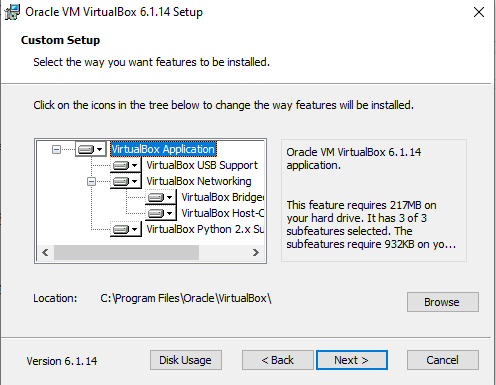 Oracle VM VirtualBox 6.1.14 Setup
Custom Setup
Select the way you want features to be installed.
Click on the icons in the tree below to change the way features will be installed.
VirtualBox Application
VirtualBox USB Support
VirtualBox Networking
VirtualBox Bridged
VirtualBox Host-O
VirtualBox Python 2.x Su
Oracle VM VirtualBox 6.1.14
application.
This feature requires 217MB on
your hard drive. It has 3 of 3
subfeatures selected. The
subfeatures require 932KB on yo...
Location: C:\Program Files\Oracle\VirtualBox\
Browse
Version 6.1.14
Disk Usage
< Back
Next >
Cancel